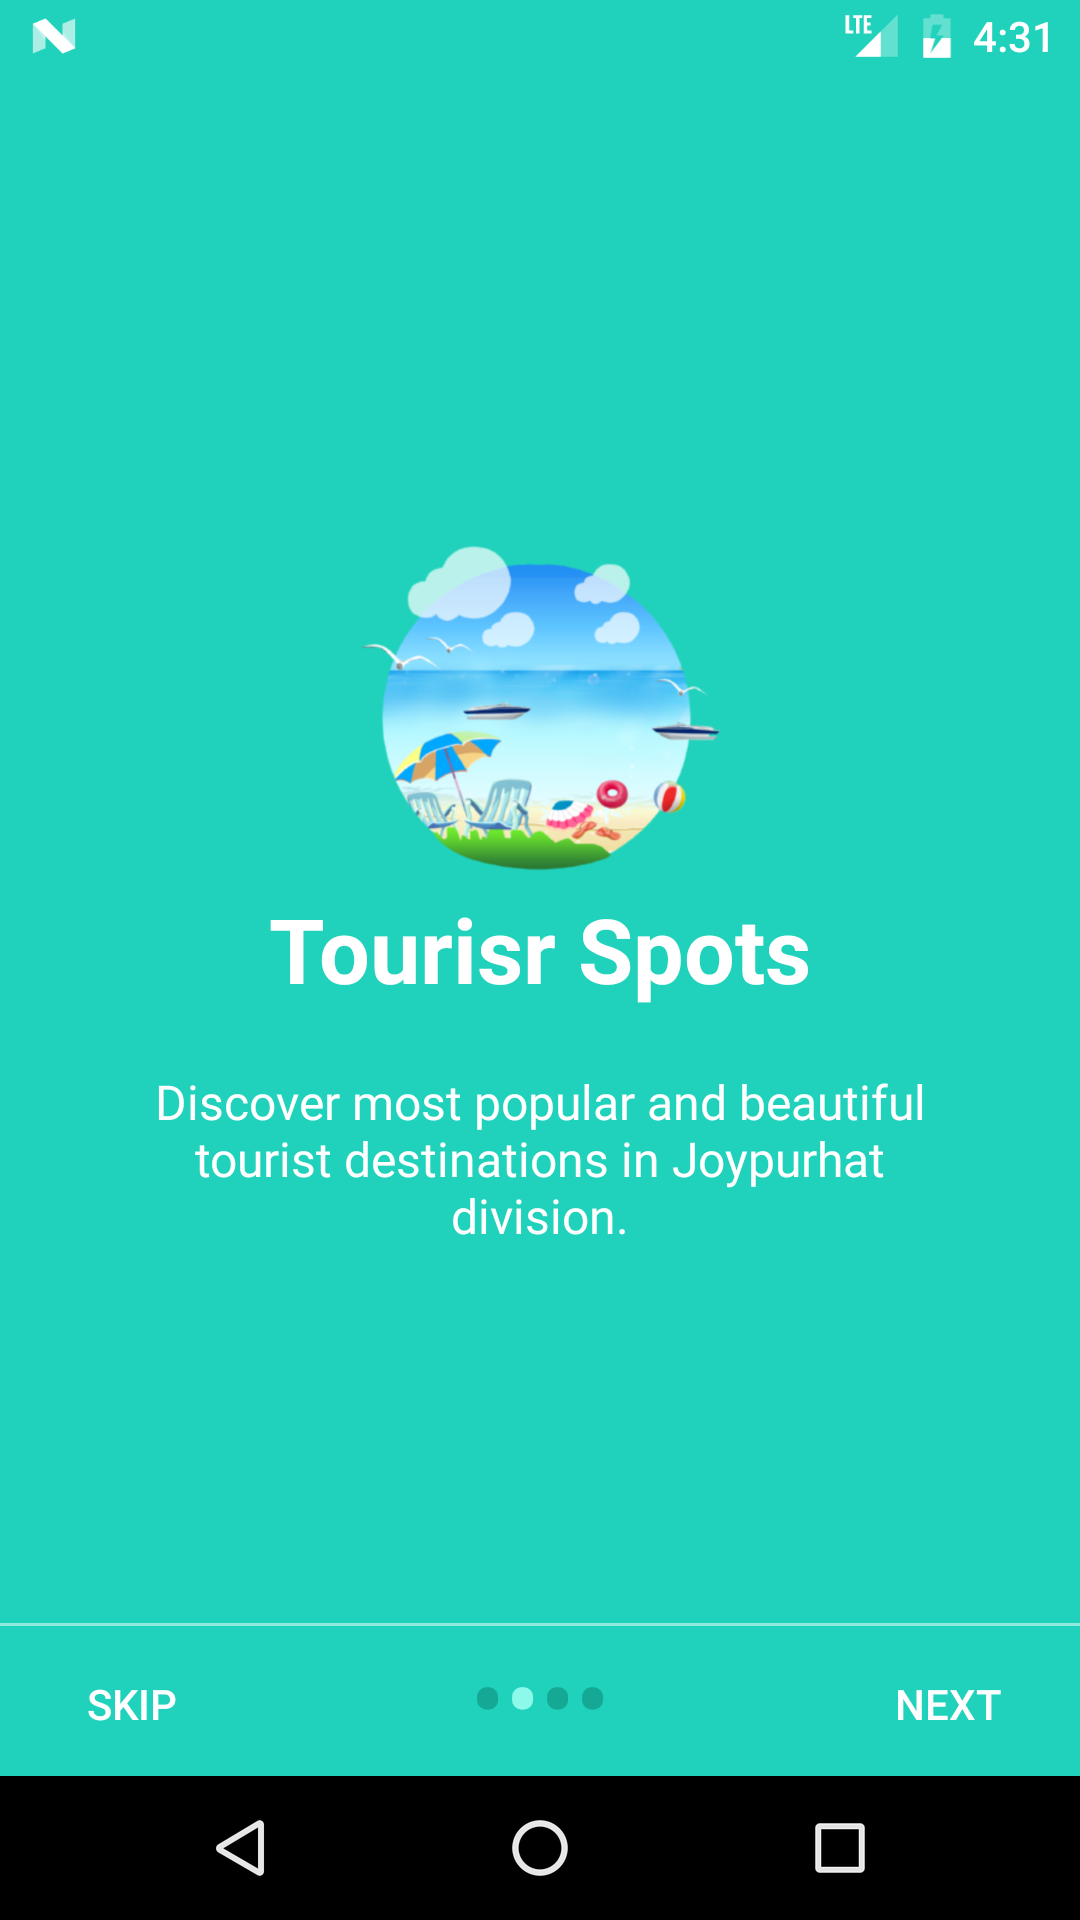 LTE 4:31
Tourisr Spots
Discover most popular and beautiful
tourist destinations in Joypurhat
division.
SKIP NEXT